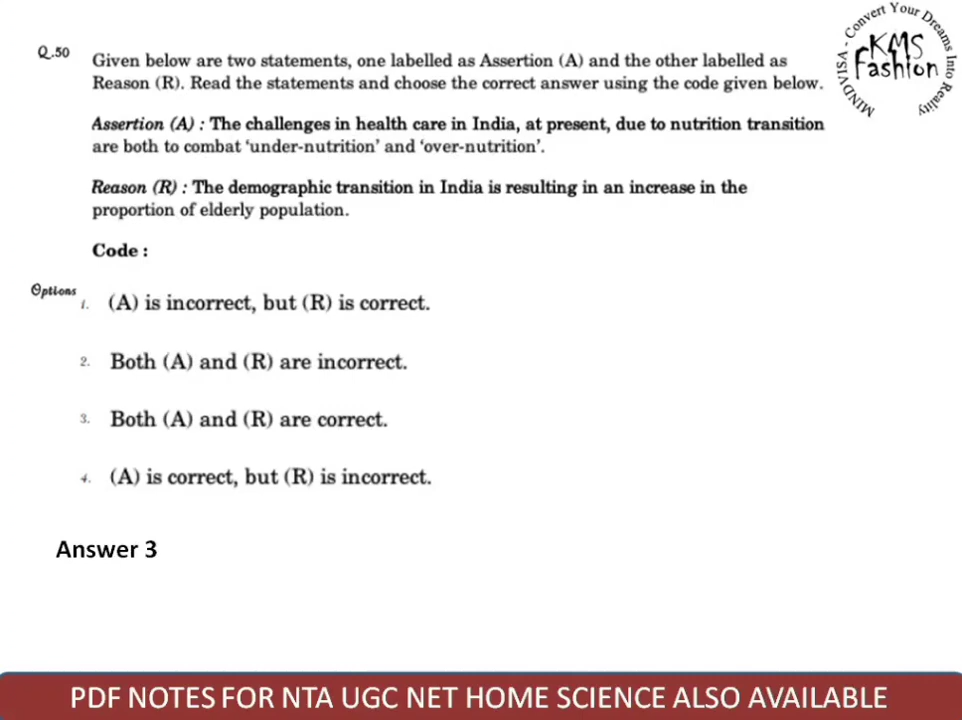 Q.50
Given below are two statements, one labelled as Assertion (A) and the other labelled as
Reason (R). Read the statements and choose the correct answer using the code given below.
Assertion (A) : The challenges in health care in India, at present, due to nutrition transition
are both to combat ‘under-nutrition’ and ‘over-nutrition’.
Reason (R) : The demographic transition in India is resulting in an increase in the
proportion of elderly population.
Code :
Options
1. (A) is incorrect, but (R) is correct.
2. Both (A) and (R) are incorrect.
3. Both (A) and (R) are correct.
4. (A) is correct, but (R) is incorrect.
Answer 3
MINDVISA - Convert Your Dreams Into Reality
KMS
Fashion
PDF NOTES FOR NTA UGC NET HOME SCIENCE ALSO AVAILABLE